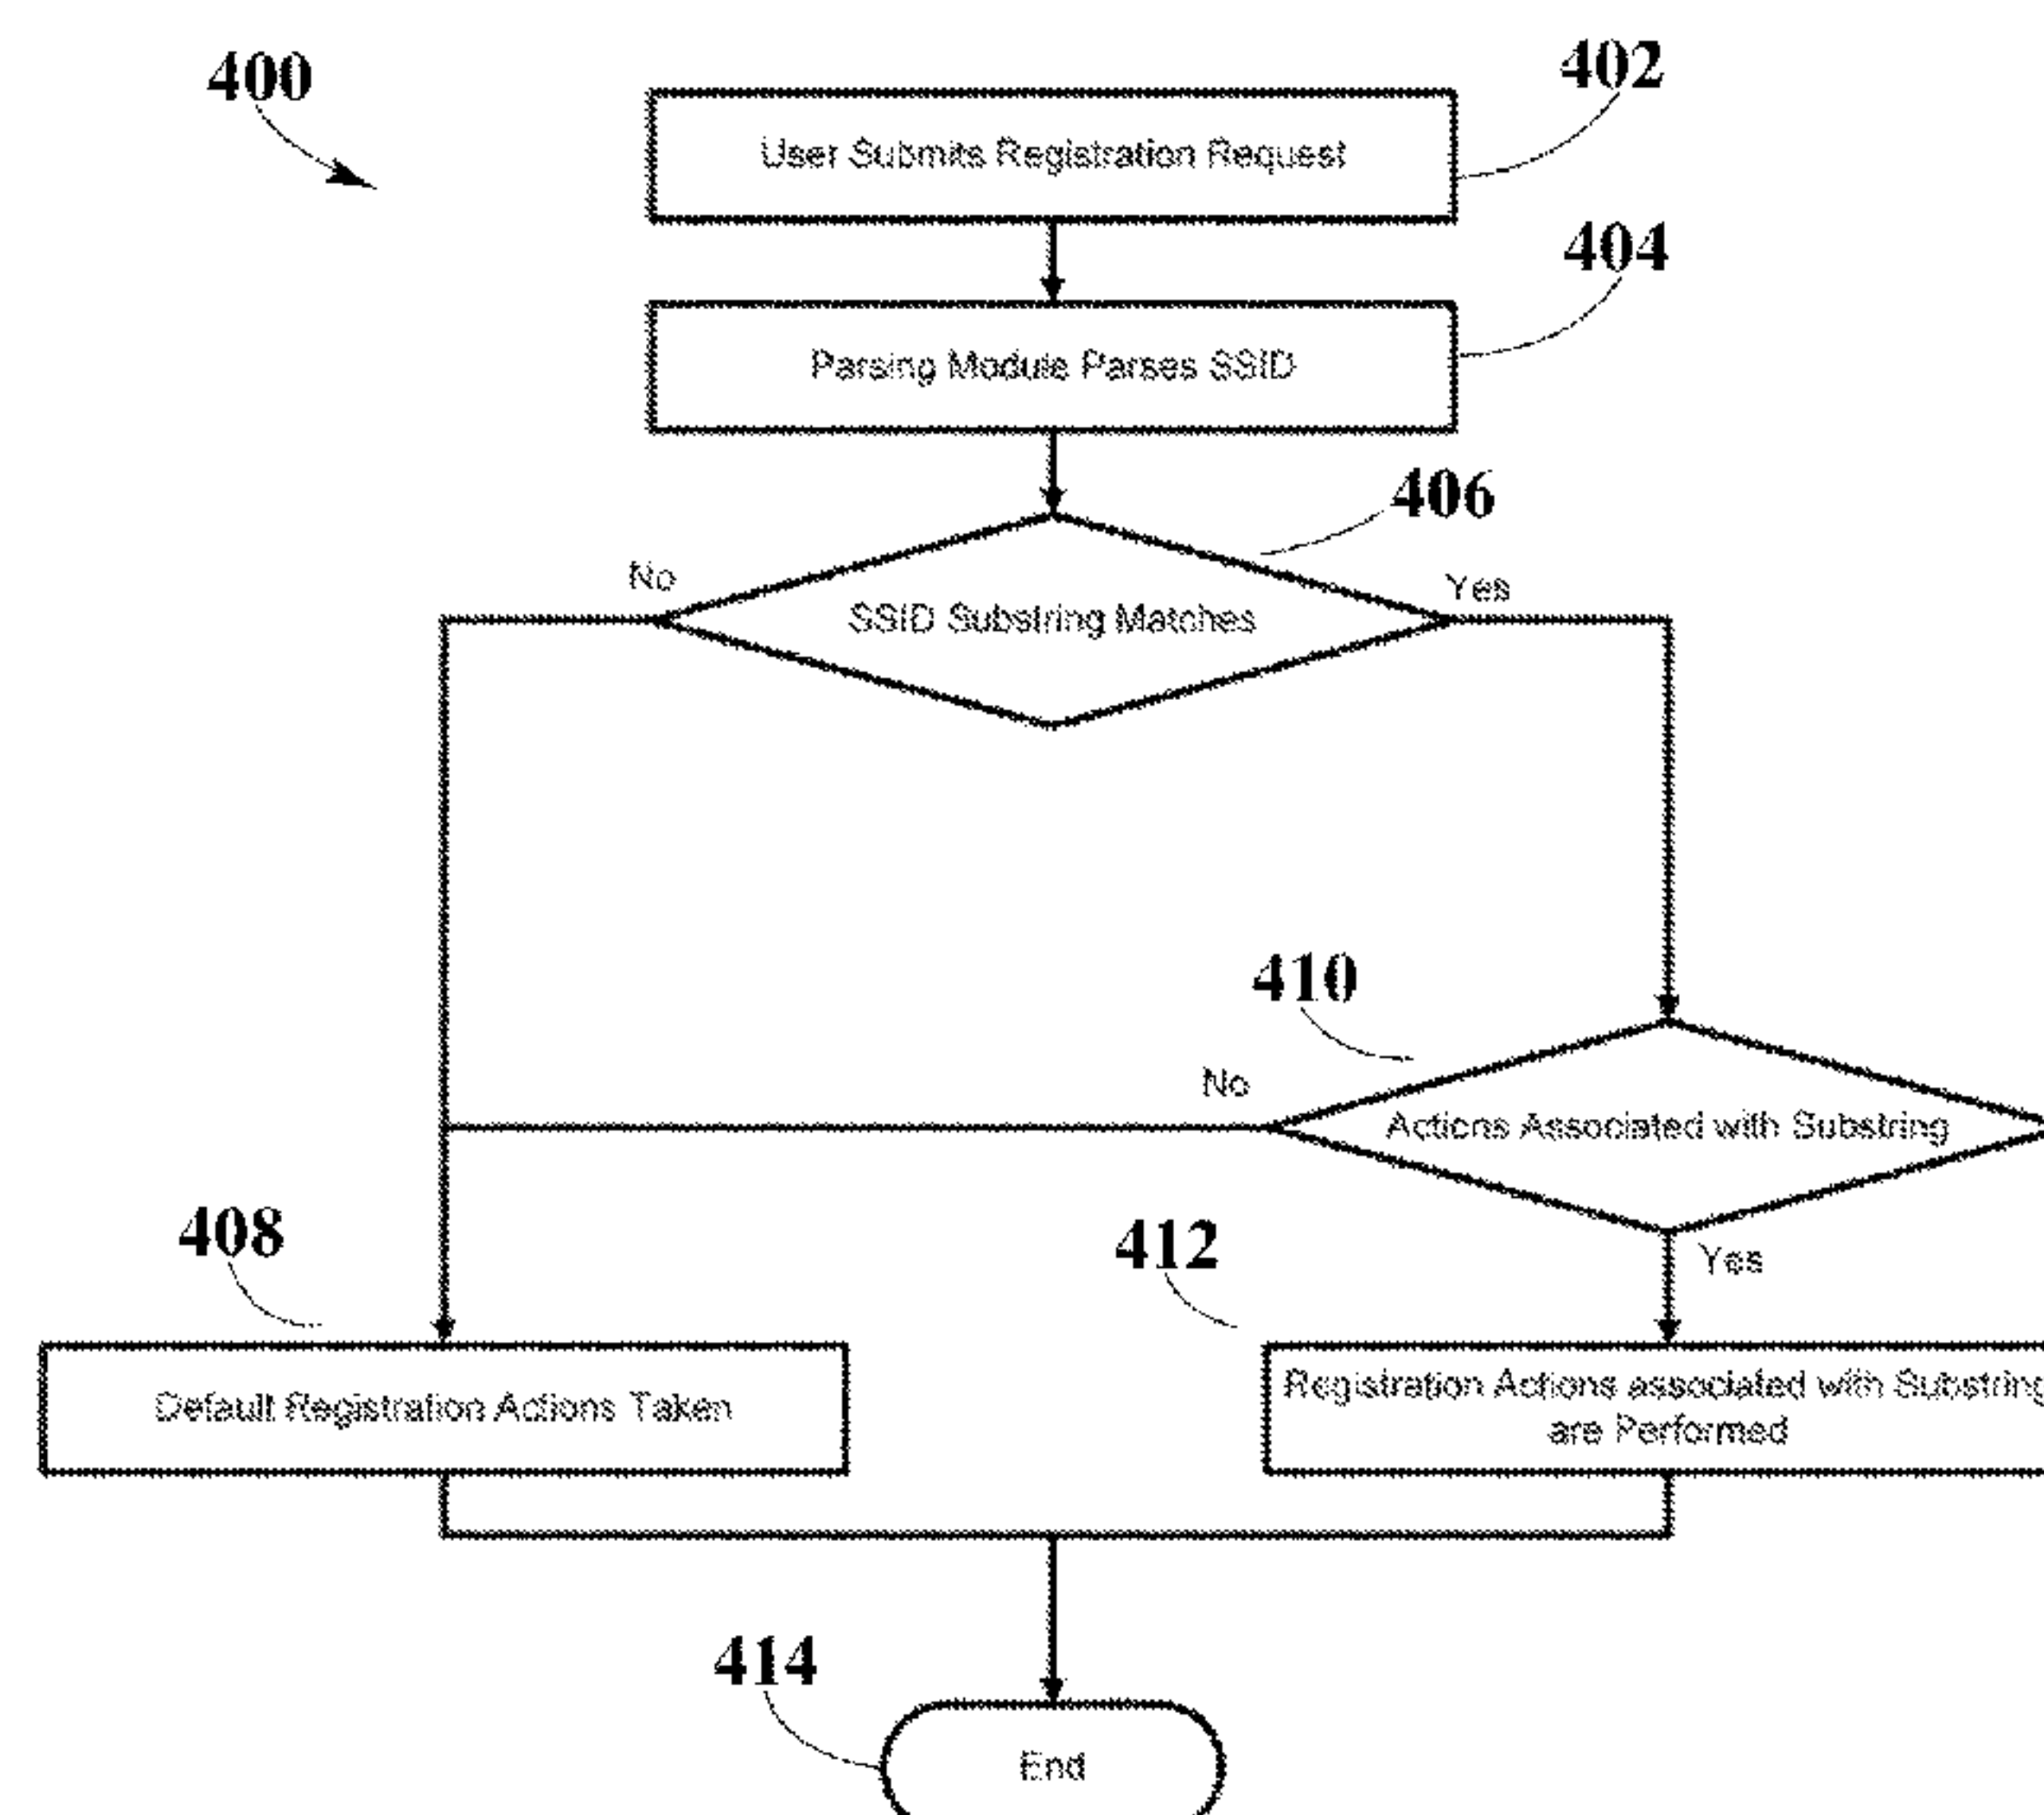 400
402
User Submits Registration Request
404
Parsing Module Parses SSID
406
No
Yes
SSID Substring Matches
410
No
Actions Associated with Substring
408
412
Yes
Default Registration Actions Taken
Registration Actions associated with Substring
are Performed
414
End